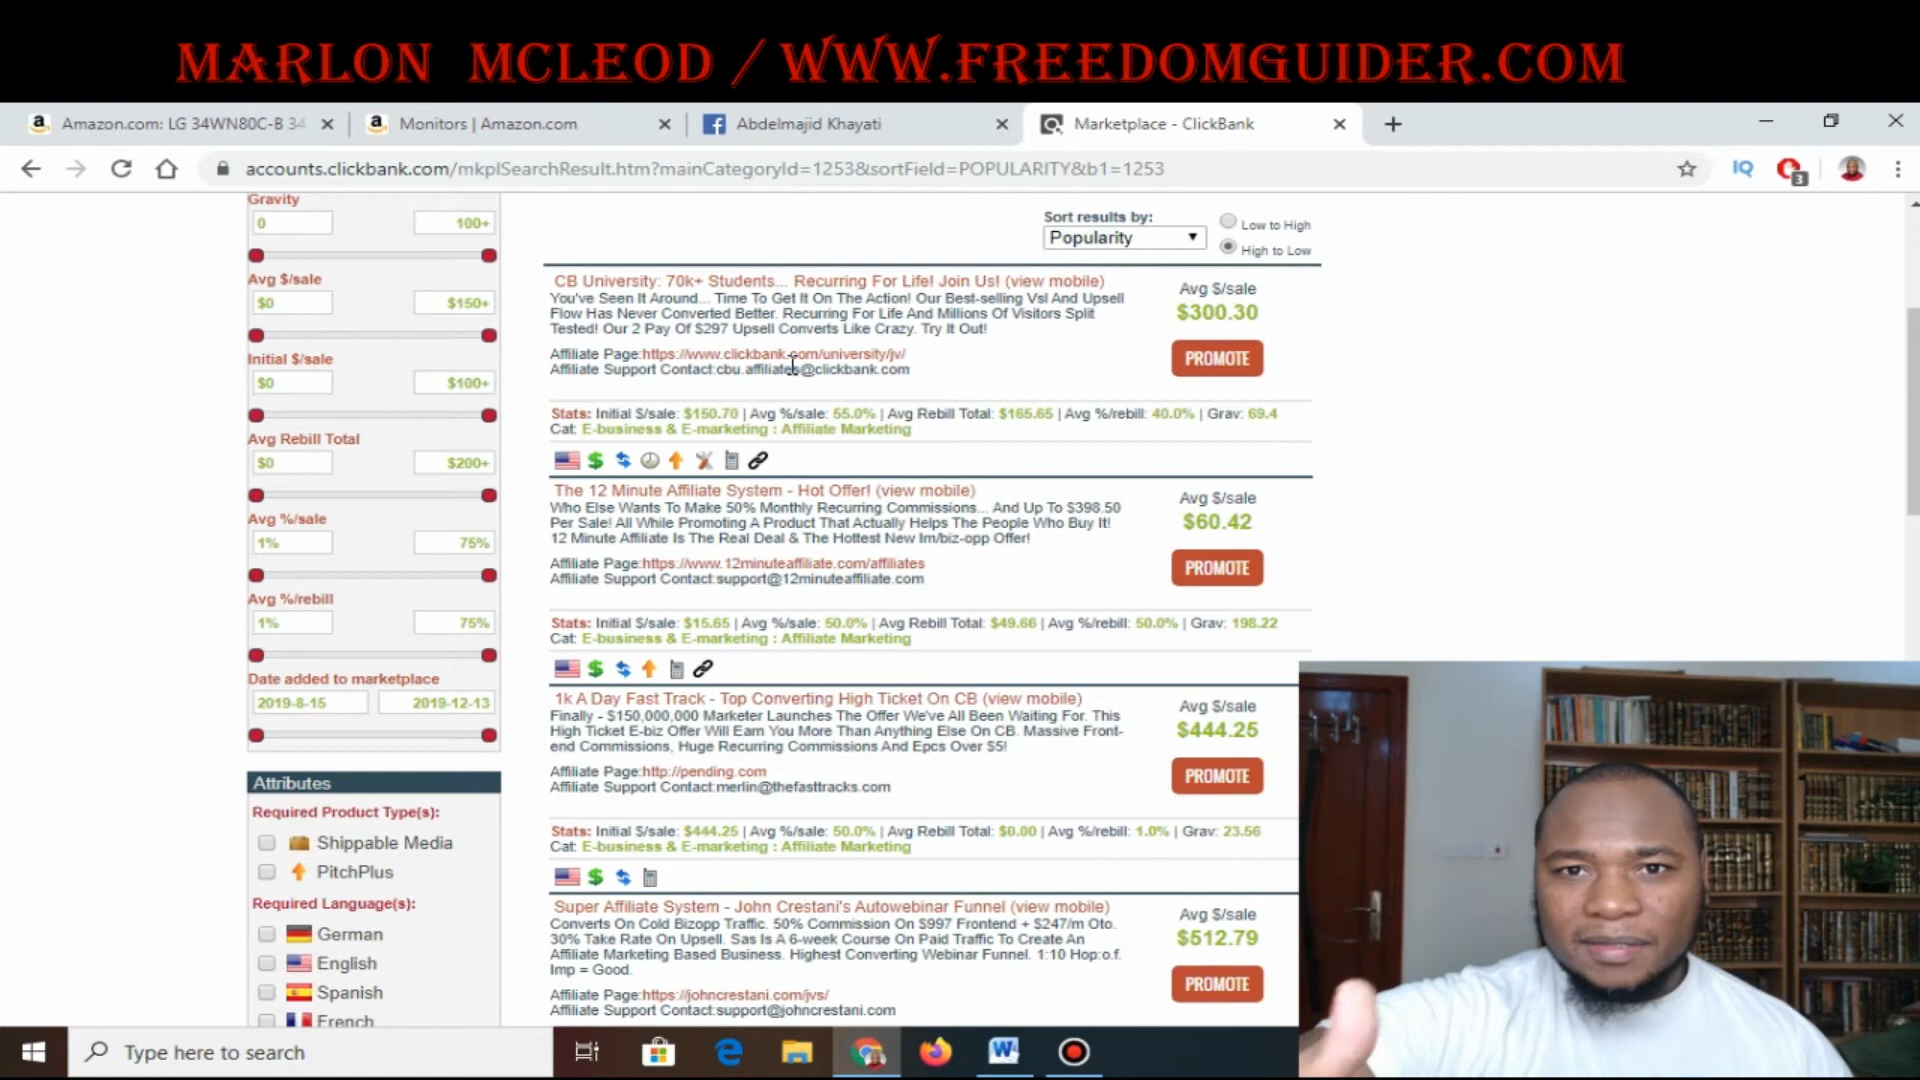 MARLON MCLEOD / WWW.FREEDOMGUIDER.COM
Amazon.com: LG 34WN80C-B 34
Monitors | Amazon.com
Abdelmajid Khayati
Marketplace - ClickBank
accounts.clickbank.com/mkplSearchResult.htm?mainCategoryId=1253&sortField=POPULARITY&b1=1253
IQ
3
Gravity
0 100+
Avg $/sale
$0 $150+
Initial $/sale
$0 $100+
Avg Rebill Total
$0 $200+
Avg %/sale
1% 75%
Avg %/rebill
1% 75%
Date added to marketplace
2019-8-15 2019-12-13
Attributes
Required Product Type(s):
Shippable Media
PitchPlus
Required Language(s):
German
English
Spanish
French
Sort results by:
Popularity
Low to High
High to Low
CB University: 70k+ Students... Recurring For Life! Join Us! (view mobile)
You've Seen It Around... Time To Get It On The Action! Our Best-selling Vsl And Upsell
Flow Has Never Converted Better. Recurring For Life And Millions Of Visitors Split
Tested! Our 2 Pay Of $297 Upsell Converts Like Crazy. Try It Out!
Affiliate Page:https://www.clickbank.com/university/jv/
Affiliate Support Contact:cbu.affiliates@clickbank.com
Avg $/sale
$300.30
PROMOTE
Stats: Initial $/sale: $150.70 | Avg %/sale: 55.0% | Avg Rebill Total: $165.65 | Avg %/rebill: 40.0% | Grav: 69.4
Cat: E-business & E-marketing : Affiliate Marketing
The 12 Minute Affiliate System - Hot Offer! (view mobile)
Who Else Wants To Make 50% Monthly Recurring Commissions... And Up To $398.50
Per Sale! All While Promoting A Product That Actually Helps The People Who Buy It!
12 Minute Affiliate Is The Real Deal & The Hottest New Im/biz-opp Offer!
Affiliate Page:https://www.12minuteaffiliate.com/affiliates
Affiliate Support Contact:support@12minuteaffiliate.com
Avg $/sale
$60.42
PROMOTE
Stats: Initial $/sale: $15.65 | Avg %/sale: 50.0% | Avg Rebill Total: $49.66 | Avg %/rebill: 50.0% | Grav: 198.22
Cat: E-business & E-marketing : Affiliate Marketing
1k A Day Fast Track - Top Converting High Ticket On CB (view mobile)
Finally - $150,000,000 Marketer Launches The Offer We've All Been Waiting For. This
High Ticket E-biz Offer Will Earn You More Than Anything Else On CB. Massive Front-
end Commissions, Huge Recurring Commissions And Epcs Over $5!
Affiliate Page:http://pending.com
Affiliate Support Contact:merlin@thefasttracks.com
Avg $/sale
$444.25
PROMOTE
Stats: Initial $/sale: $444.25 | Avg %/sale: 50.0% | Avg Rebill Total: $0.00 | Avg %/rebill: 1.0% | Grav: 23.56
Cat: E-business & E-marketing : Affiliate Marketing
Super Affiliate System - John Crestani's Autowebinar Funnel (view mobile)
Converts On Cold Bizopp Traffic. 50% Commission On $997 Frontend + $247/m Oto.
30% Take Rate On Upsell. Sas Is A 6-week Course On Paid Traffic To Create An
Affiliate Marketing Based Business. Highest Converting Webinar Funnel. 1:10 Hop:o.f.
Imp = Good.
Affiliate Page:https://johncrestani.com/jvs/
Affiliate Support Contact:support@johncrestani.com
Avg $/sale
$512.79
PROMOTE
Type here to search